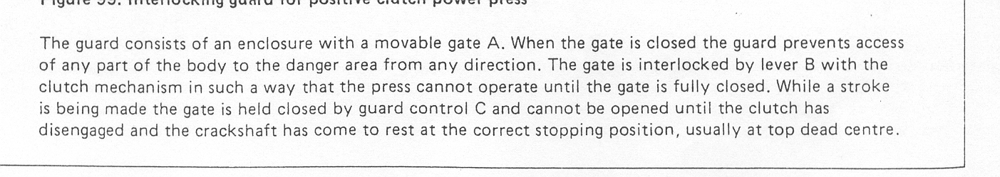 Figure 55. Interlocking guard for positive clutch power press
The guard consists of an enclosure with a movable gate A. When the gate is closed the guard prevents access
of any part of the body to the danger area from any direction. The gate is interlocked by lever B with the
clutch mechanism in such a way that the press cannot operate until the gate is fully closed. While a stroke
is being made the gate is held closed by guard control C and cannot be opened until the clutch has
disengaged and the crackshaft has come to rest at the correct stopping position, usually at top dead centre.